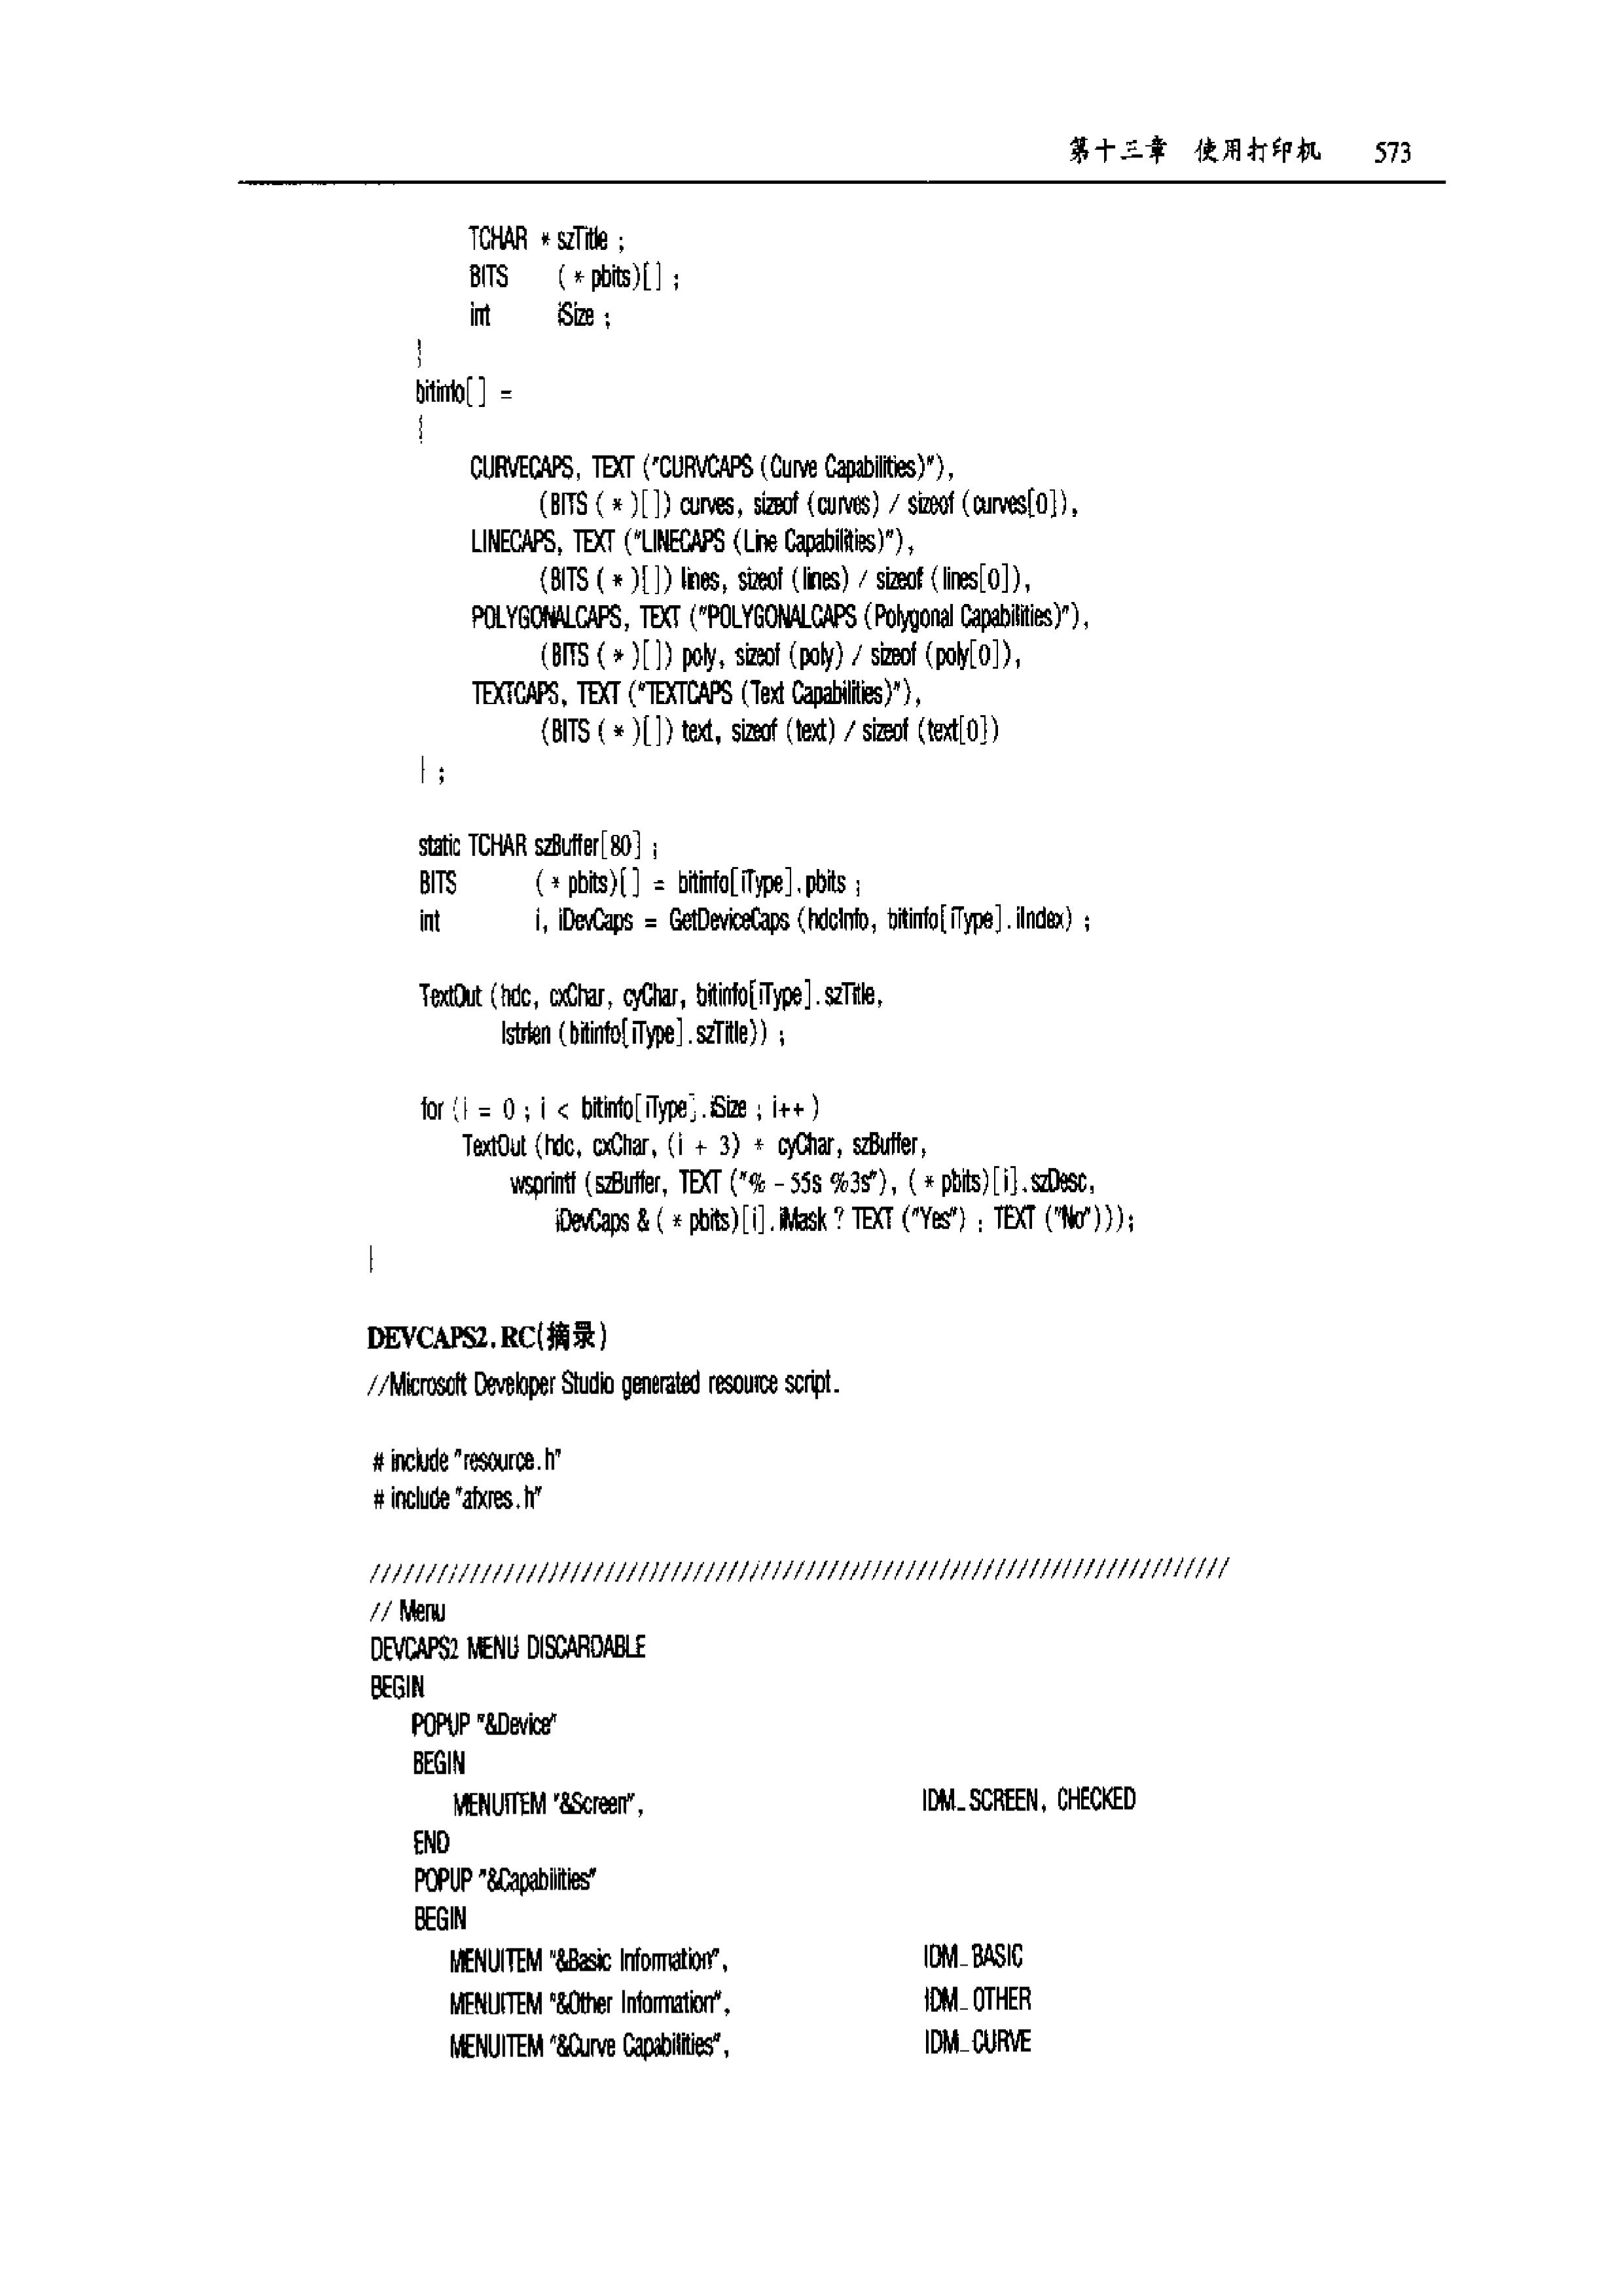 第十三章 使用打印机 573
TCHAR * szTitle ;
BITS (* pbits)[] ;
int iSize ;
}
bitinfo[] =
{
CURVECAPS, TEXT ("CURVCAPS (Curve Capabilities)"),
(BITS (*)[]) curves, sizeof (curves) / sizeof (curves[0]),
LINECAPS, TEXT ("LINECAPS (Line Capabilities)"),
(BITS (*)[]) lines, sizeof (lines) / sizeof (lines[0]),
POLYGONALCAPS, TEXT ("POLYGONALCAPS (Polygonal Capabilities)"),
(BITS (*)[]) poly, sizeof (poly) / sizeof (poly[0]),
TEXTCAPS, TEXT ("TEXTCAPS (Text Capabilities)"),
(BITS (*)[]) text, sizeof (text) / sizeof (text[0])
} ;
static TCHAR szBuffer[80] ;
BITS (* pbits)[] = bitinfo[iType].pbits ;
int i, iDevCaps = GetDeviceCaps (hdcInfo, bitinfo[iType].iIndex) ;
TextOut (hdc, cxChar, cyChar, bitinfo[iType].szTitle,
lstrlen (bitinfo[iType].szTitle)) ;
for (i = 0 ; i < bitinfo[iType].iSize ; i++ )
TextOut (hdc, cxChar, (i + 3) * cyChar, szBuffer,
wsprintf (szBuffer, TEXT ("% - 55s %3s"), (* pbits)[i].szDesc,
iDevCaps & (* pbits)[i].iMask ? TEXT ("Yes") : TEXT ("No")));
}
DEVCAPS2.RC(摘录)
//Microsoft Developer Studio generated resource script.
# include "resource.h"
# include "afxres.h"
/////////////////////////////////////////////////////////////////////////////
// Menu
DEVCAPS2 MENU DISCARDABLE
BEGIN
POPUP "&Device"
BEGIN
MENUITEM "&Screen", IDM_SCREEN, CHECKED
END
POPUP "&Capabilities"
BEGIN
MENUITEM "&Basic Information", IDM_BASIC
MENUITEM "&Other Information", IDM_OTHER
MENUITEM "&Curve Capabilities", IDM_CURVE